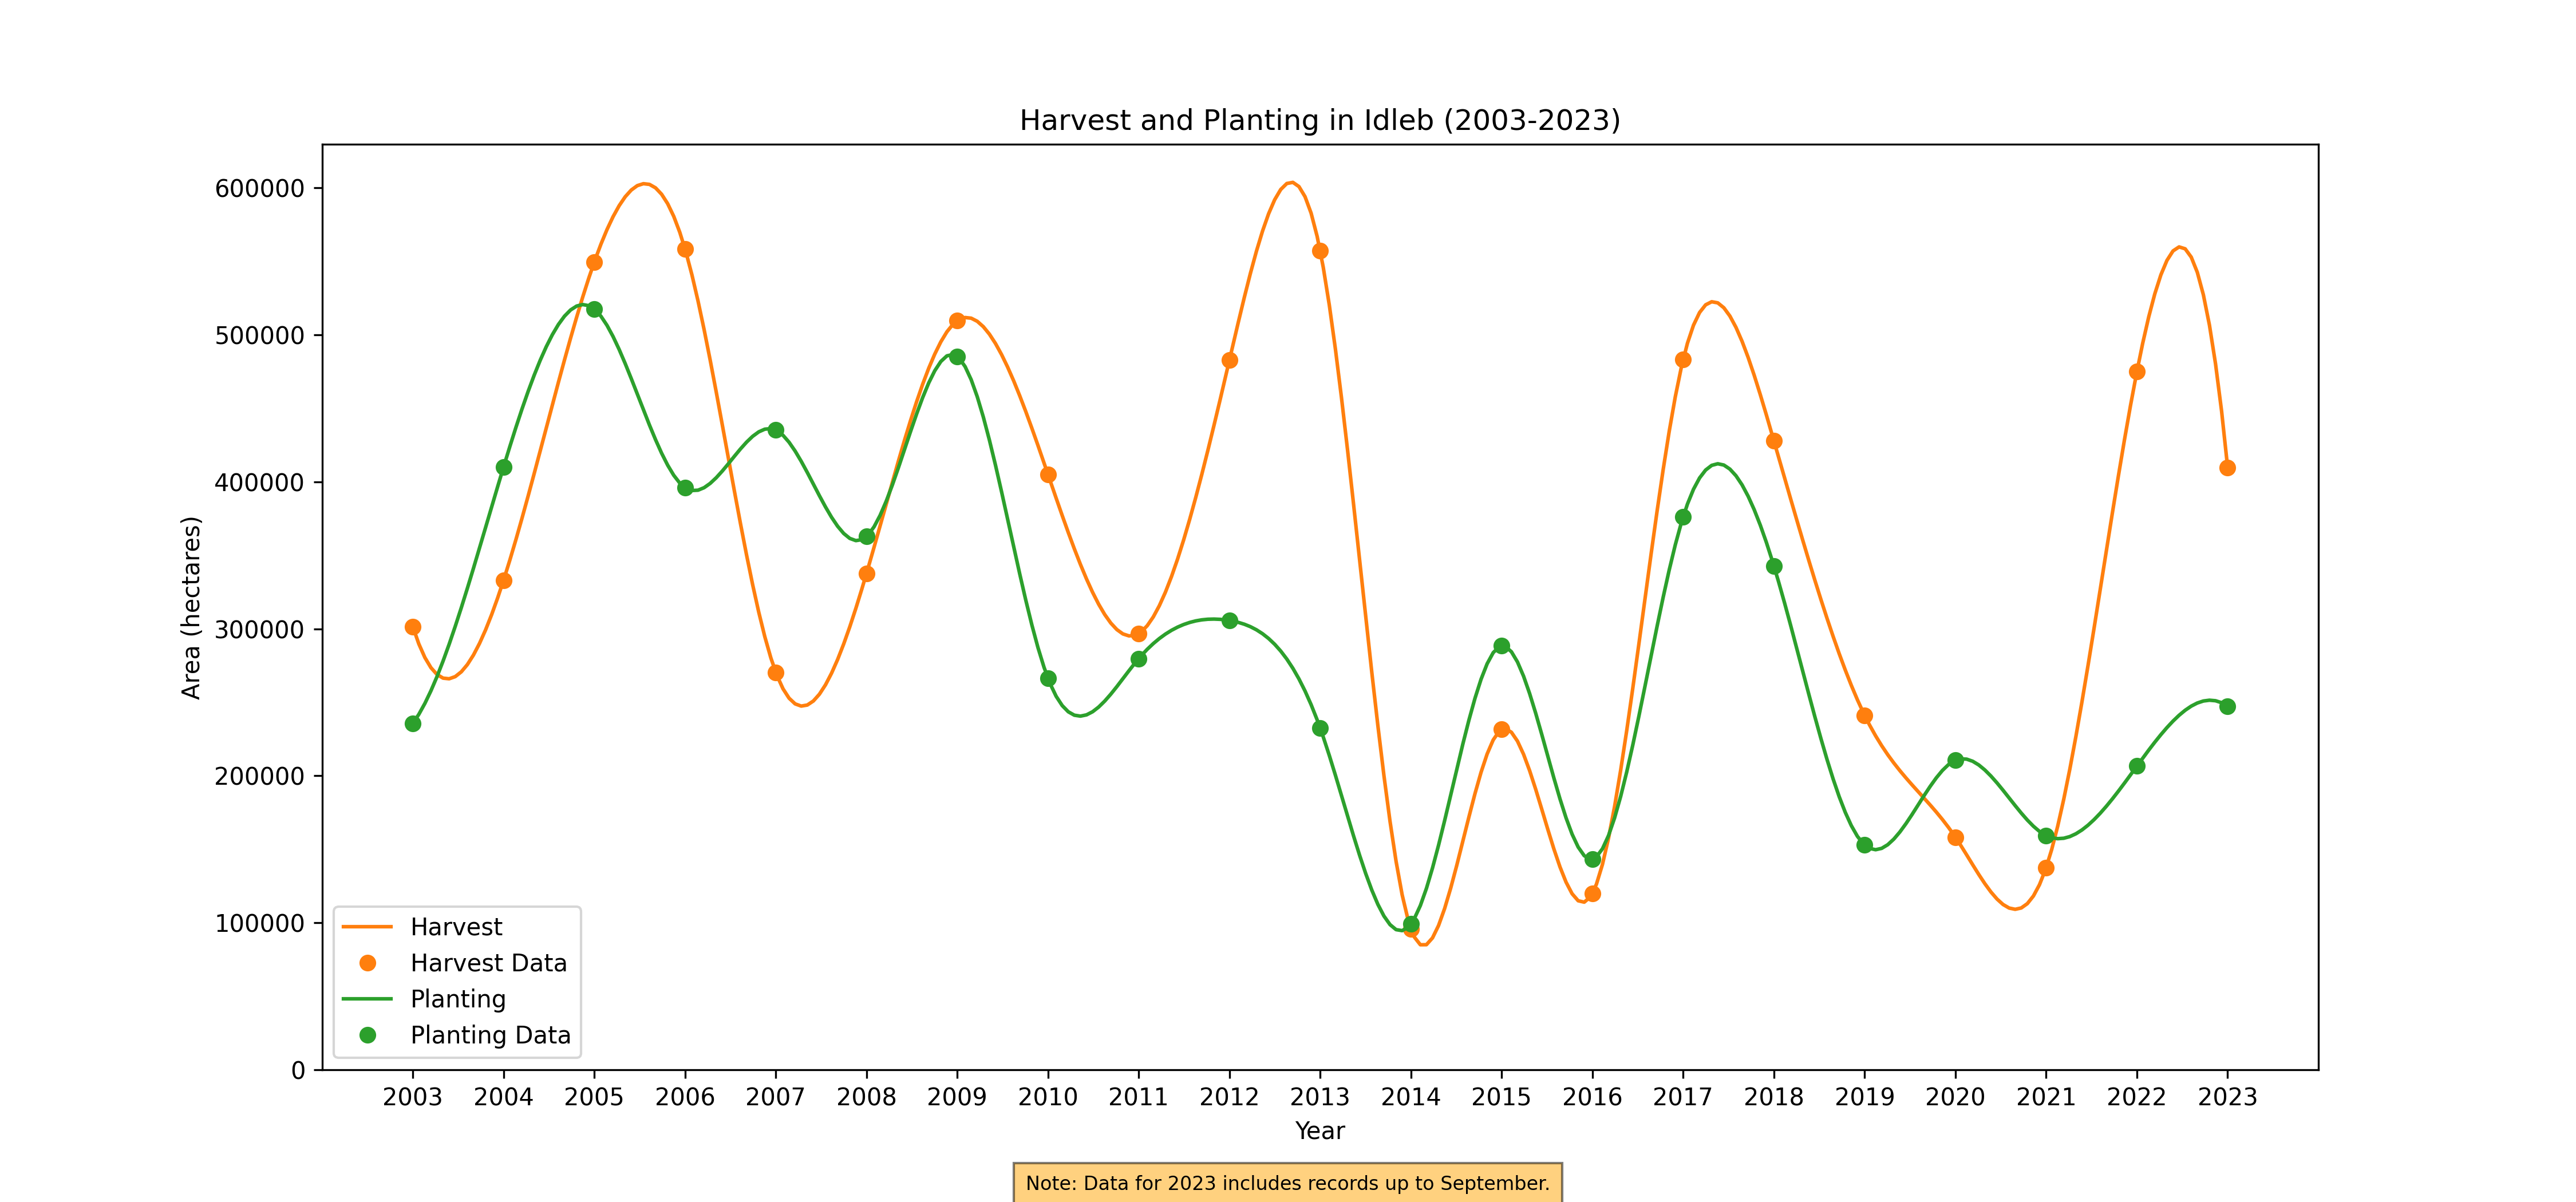 Harvest and Planting in Idleb (2003-2023)
600000
500000
400000
300000
200000
100000
0
Area (hectares)
Harvest
Harvest Data
Planting
Planting Data
2003 2004 2005 2006 2007 2008 2009 2010 2011 2012 2013 2014 2015 2016 2017 2018 2019 2020 2021 2022 2023
Year
Note: Data for 2023 includes records up to September.